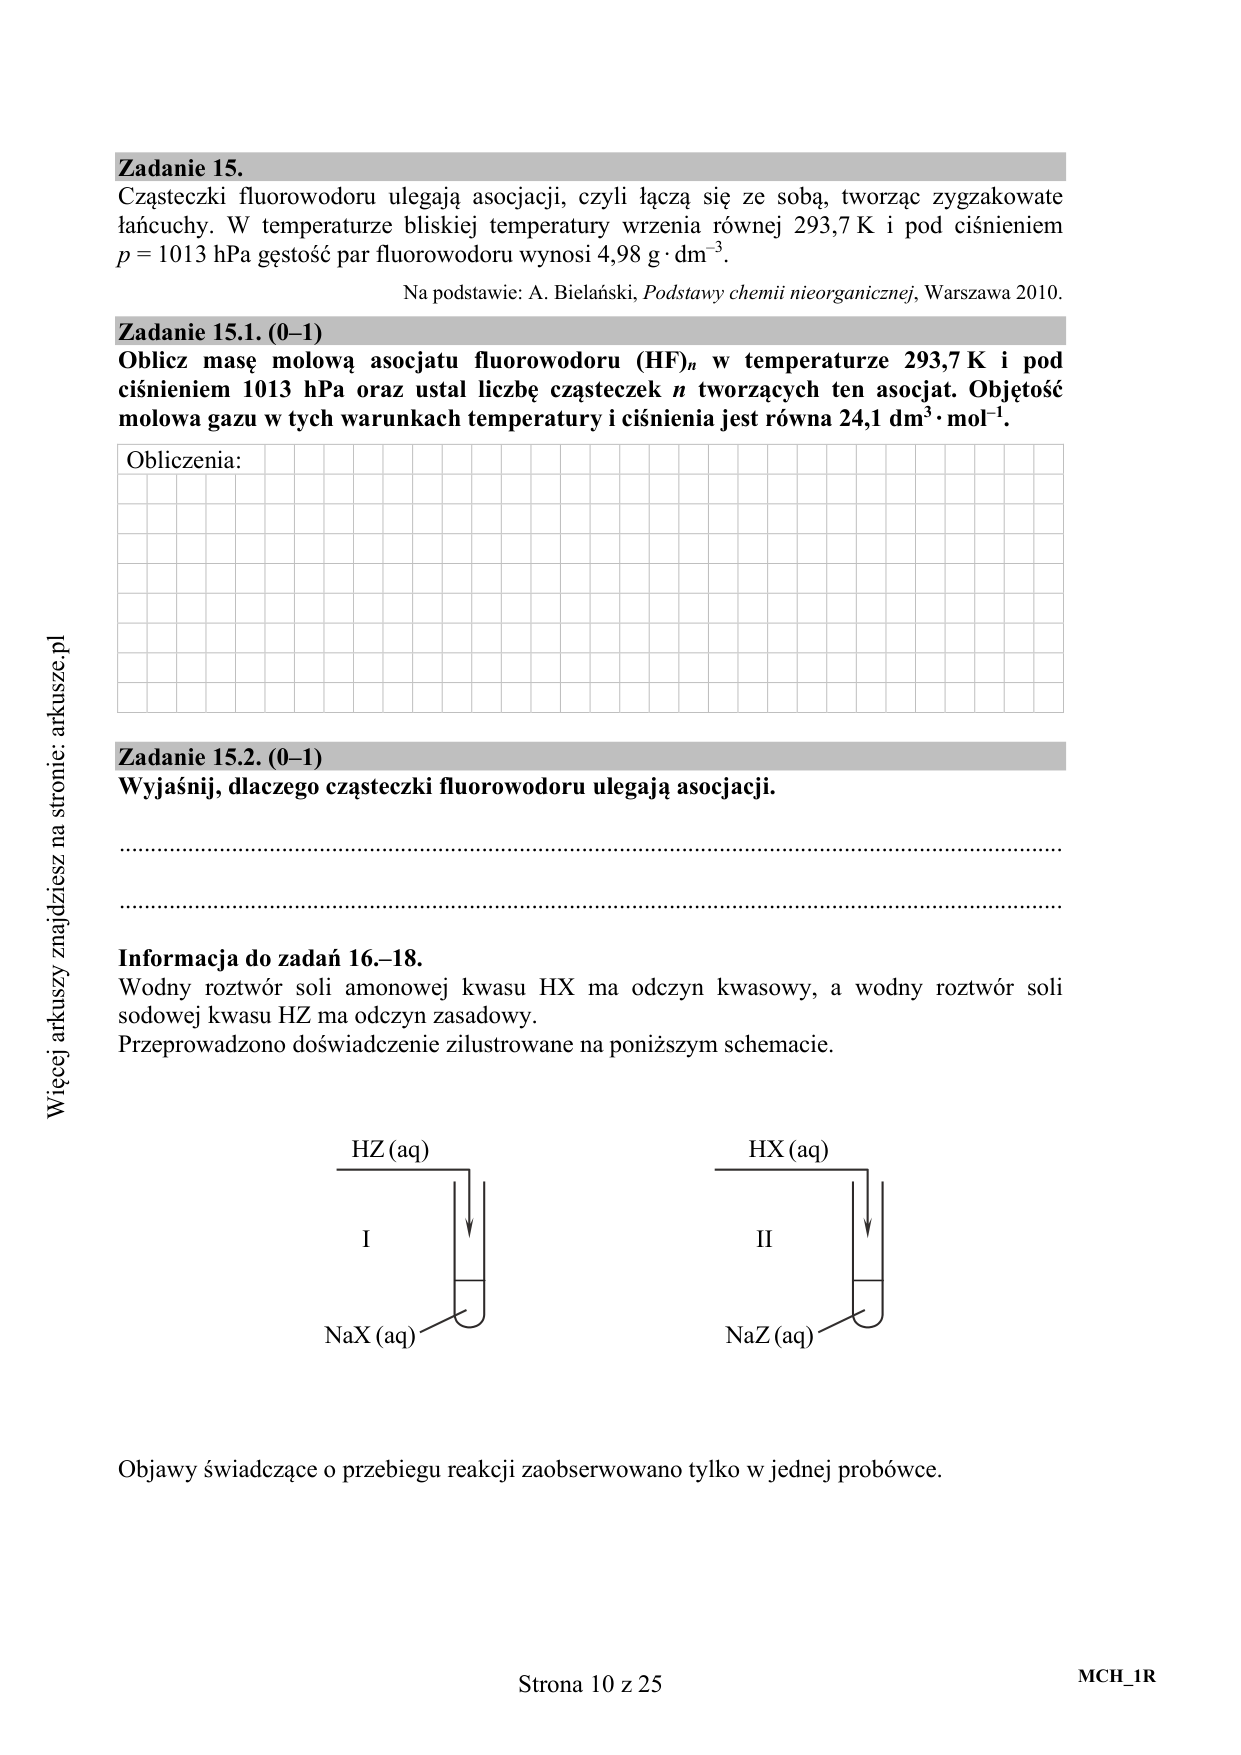 Zadanie 15.
Cząsteczki fluorowodoru ulegają asocjacji, czyli łączą się ze sobą, tworząc zygzakowate
łańcuchy. W temperaturze bliskiej temperatury wrzenia równej 293,7 K i pod ciśnieniem
p = 1013 hPa gęstość par fluorowodoru wynosi 4,98 g · dm⁻³.
Na podstawie: A. Bielański, Podstawy chemii nieorganicznej, Warszawa 2010.
Zadanie 15.1. (0–1)
Oblicz masę molową asocjatu fluorowodoru (HF)ₙ w temperaturze 293,7 K i pod
ciśnieniem 1013 hPa oraz ustal liczbę cząsteczek n tworzących ten asocjat. Objętość
molowa gazu w tych warunkach temperatury i ciśnienia jest równa 24,1 dm³ · mol⁻¹.
Obliczenia:
Zadanie 15.2. (0–1)
Wyjaśnij, dlaczego cząsteczki fluorowodoru ulegają asocjacji.
Informacja do zadań 16.–18.
Wodny roztwór soli amonowej kwasu HX ma odczyn kwasowy, a wodny roztwór soli
sodowej kwasu HZ ma odczyn zasadowy.
Przeprowadzono doświadczenie zilustrowane na poniższym schemacie.
HZ (aq)
I
NaX (aq)
HX (aq)
II
NaZ (aq)
Objawy świadczące o przebiegu reakcji zaobserwowano tylko w jednej probówce.
Więcej arkuszy znajdziesz na stronie: arkusze.pl
Strona 10 z 25
MCH_1R